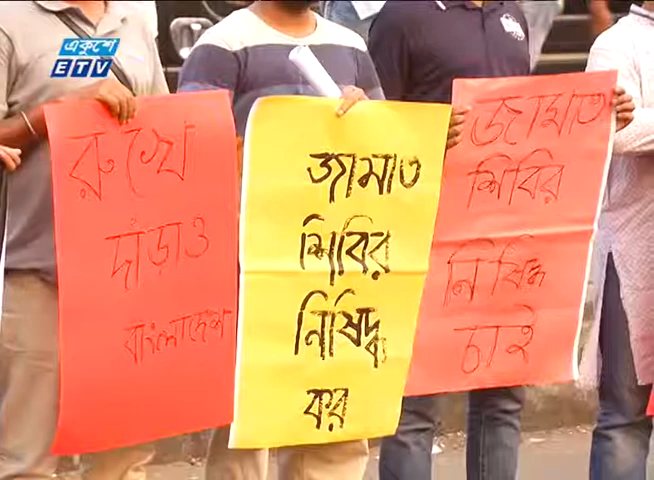 একুশে
ETV
রুখে
দাঁড়াও
বাংলাদেশ
জামাত
শিবির
নিষিদ্ধ
কর
জামাত
শিবির
নিষিদ্ধ
চাই